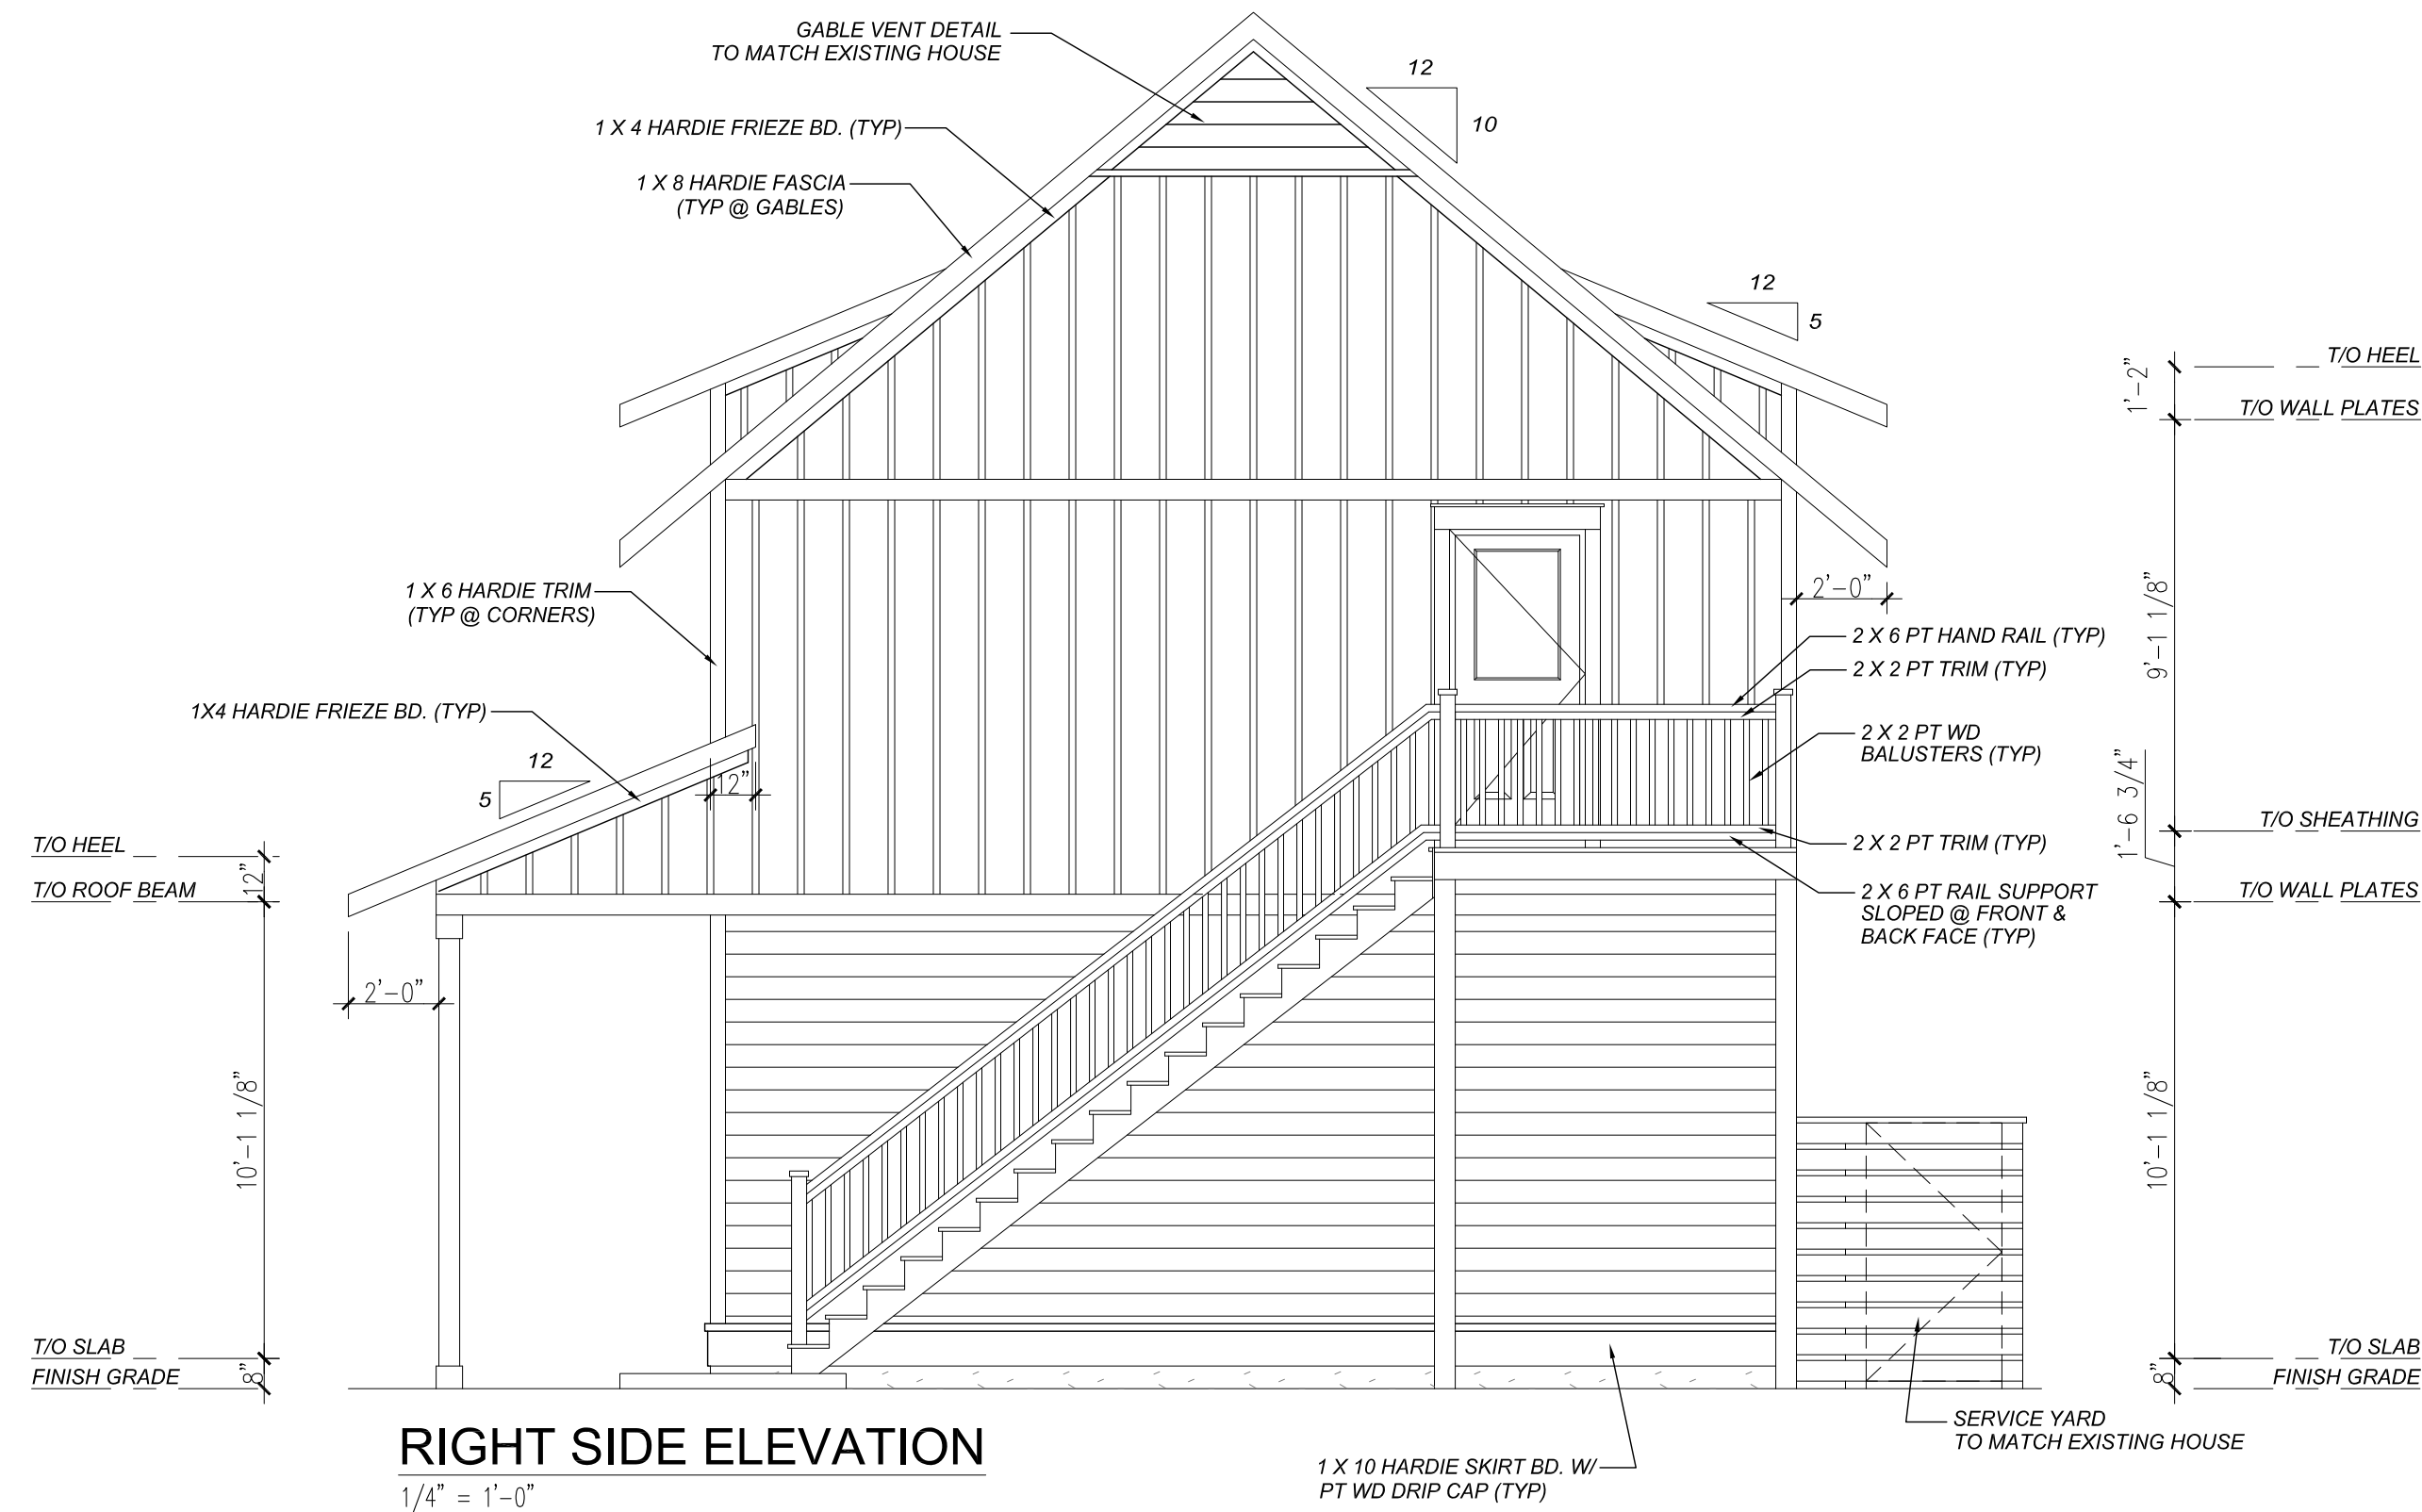 GABLE VENT DETAIL
TO MATCH EXISTING HOUSE
12
10
1 X 4 HARDIE FRIEZE BD. (TYP)
1 X 8 HARDIE FASCIA
(TYP @ GABLES)
12
5
T/O HEEL
1'-2"
T/O WALL PLATES
1 X 6 HARDIE TRIM
(TYP @ CORNERS)
2'-0"
9'-1 1/8"
2 X 6 PT HAND RAIL (TYP)
2 X 2 PT TRIM (TYP)
1X4 HARDIE FRIEZE BD. (TYP)
2 X 2 PT WD
BALUSTERS (TYP)
12
5
12"
1'-6 3/4"
T/O SHEATHING
2 X 2 PT TRIM (TYP)
T/O HEEL
12"
T/O ROOF BEAM
2 X 6 PT RAIL SUPPORT
SLOPED @ FRONT &
BACK FACE (TYP)
T/O WALL PLATES
2'-0"
10'-1 1/8"
10'-1 1/8"
T/O SLAB
8"
FINISH GRADE
T/O SLAB
8"
FINISH GRADE
SERVICE YARD
TO MATCH EXISTING HOUSE
1 X 10 HARDIE SKIRT BD. W/
PT WD DRIP CAP (TYP)
RIGHT SIDE ELEVATION
1/4" = 1'-0"